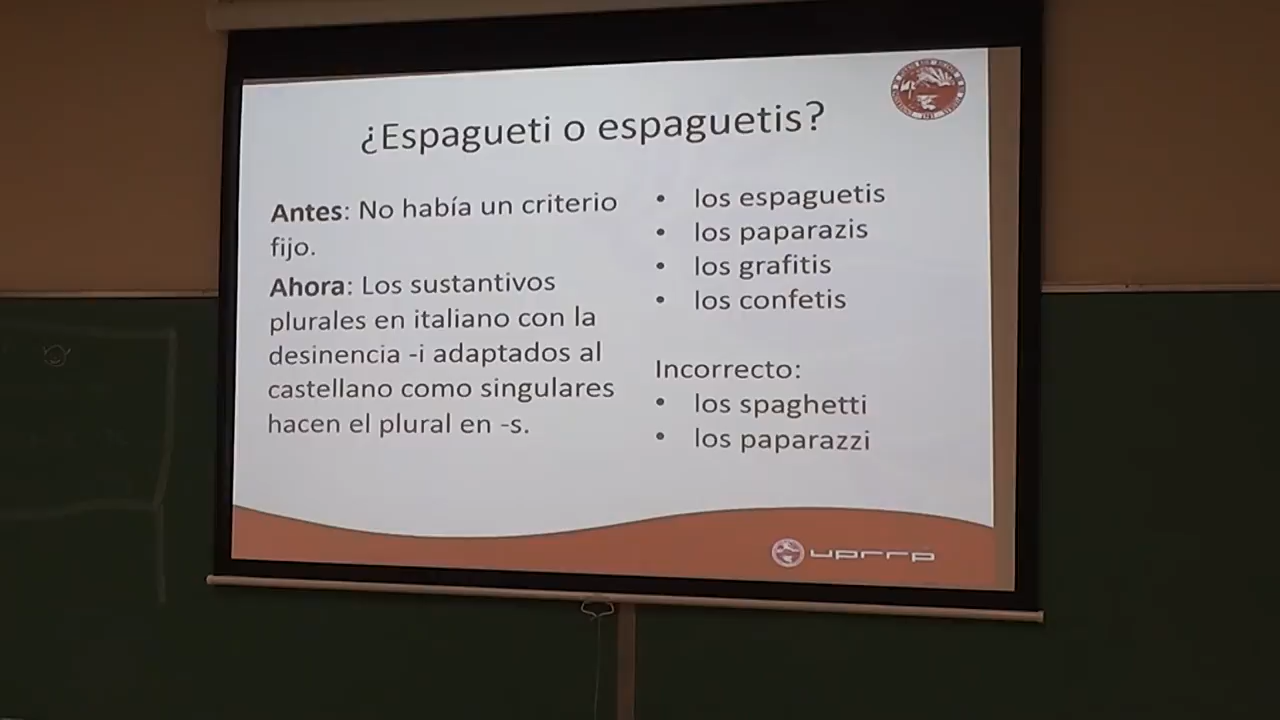 ¿Espagueti o espaguetis?
Antes: No había un criterio
fijo.
Ahora: Los sustantivos
plurales en italiano con la
desinencia -i adaptados al
castellano como singulares
hacen el plural en -s.
• los espaguetis
• los paparazis
• los grafitis
• los confetis
Incorrecto:
• los spaghetti
• los paparazzi
uprrp